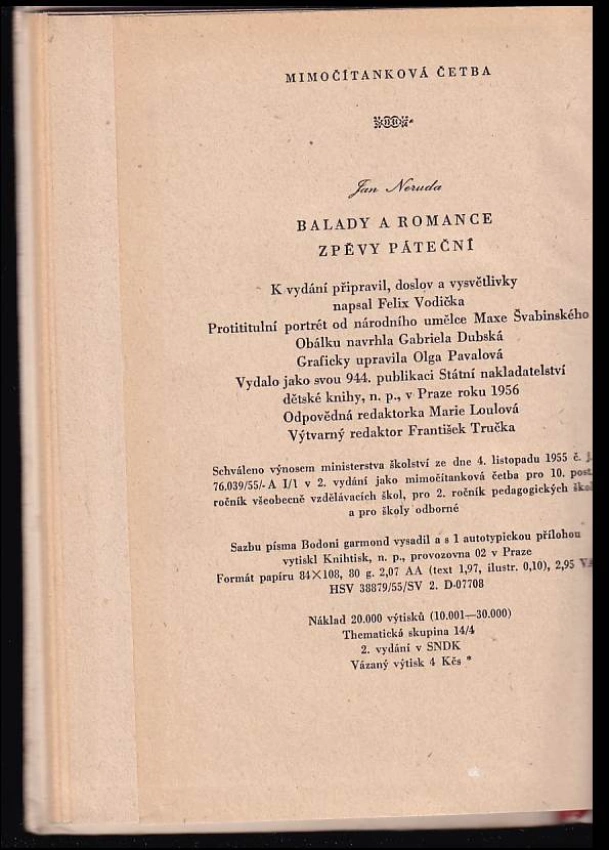 MIMOČÍTANKOVÁ ČETBA
Jan Neruda
BALADY A ROMANCE
ZPĚVY PÁTEČNÍ
K vydání připravil, doslov a vysvětlivky
napsal Felix Vodička
Protititulní portrét od národního umělce Maxe Švabinského
Obálku navrhla Gabriela Dubská
Graficky upravila Olga Pavalová
Vydalo jako svou 944. publikaci Státní nakladatelství
dětské knihy, n. p., v Praze roku 1956
Odpovědná redaktorka Marie Loulová
Výtvarný redaktor František Tručka
Schváleno výnosem ministerstva školství ze dne 4. listopadu 1955 č. j.
76.039/55/-A I/1 v 2. vydání jako mimočítanková četba pro 10. post.
ročník všeobecně vzdělávacích škol, pro 2. ročník pedagogických škol
a pro školy odborné
Sazbu písma Bodoni garmond vysadil a s 1 autotypickou přílohou
vytiskl Knihtisk, n. p., provozovna 02 v Praze
Formát papíru 84×108, 80 g. 2,07 AA (text 1,97, ilustr. 0,10), 2,95
HSV 38879/55/SV 2. D-07708
Náklad 20.000 výtisků (10.001—30.000)
Thematická skupina 14/4
2. vydání v SNDK
Vázaný výtisk 4 Kčs *